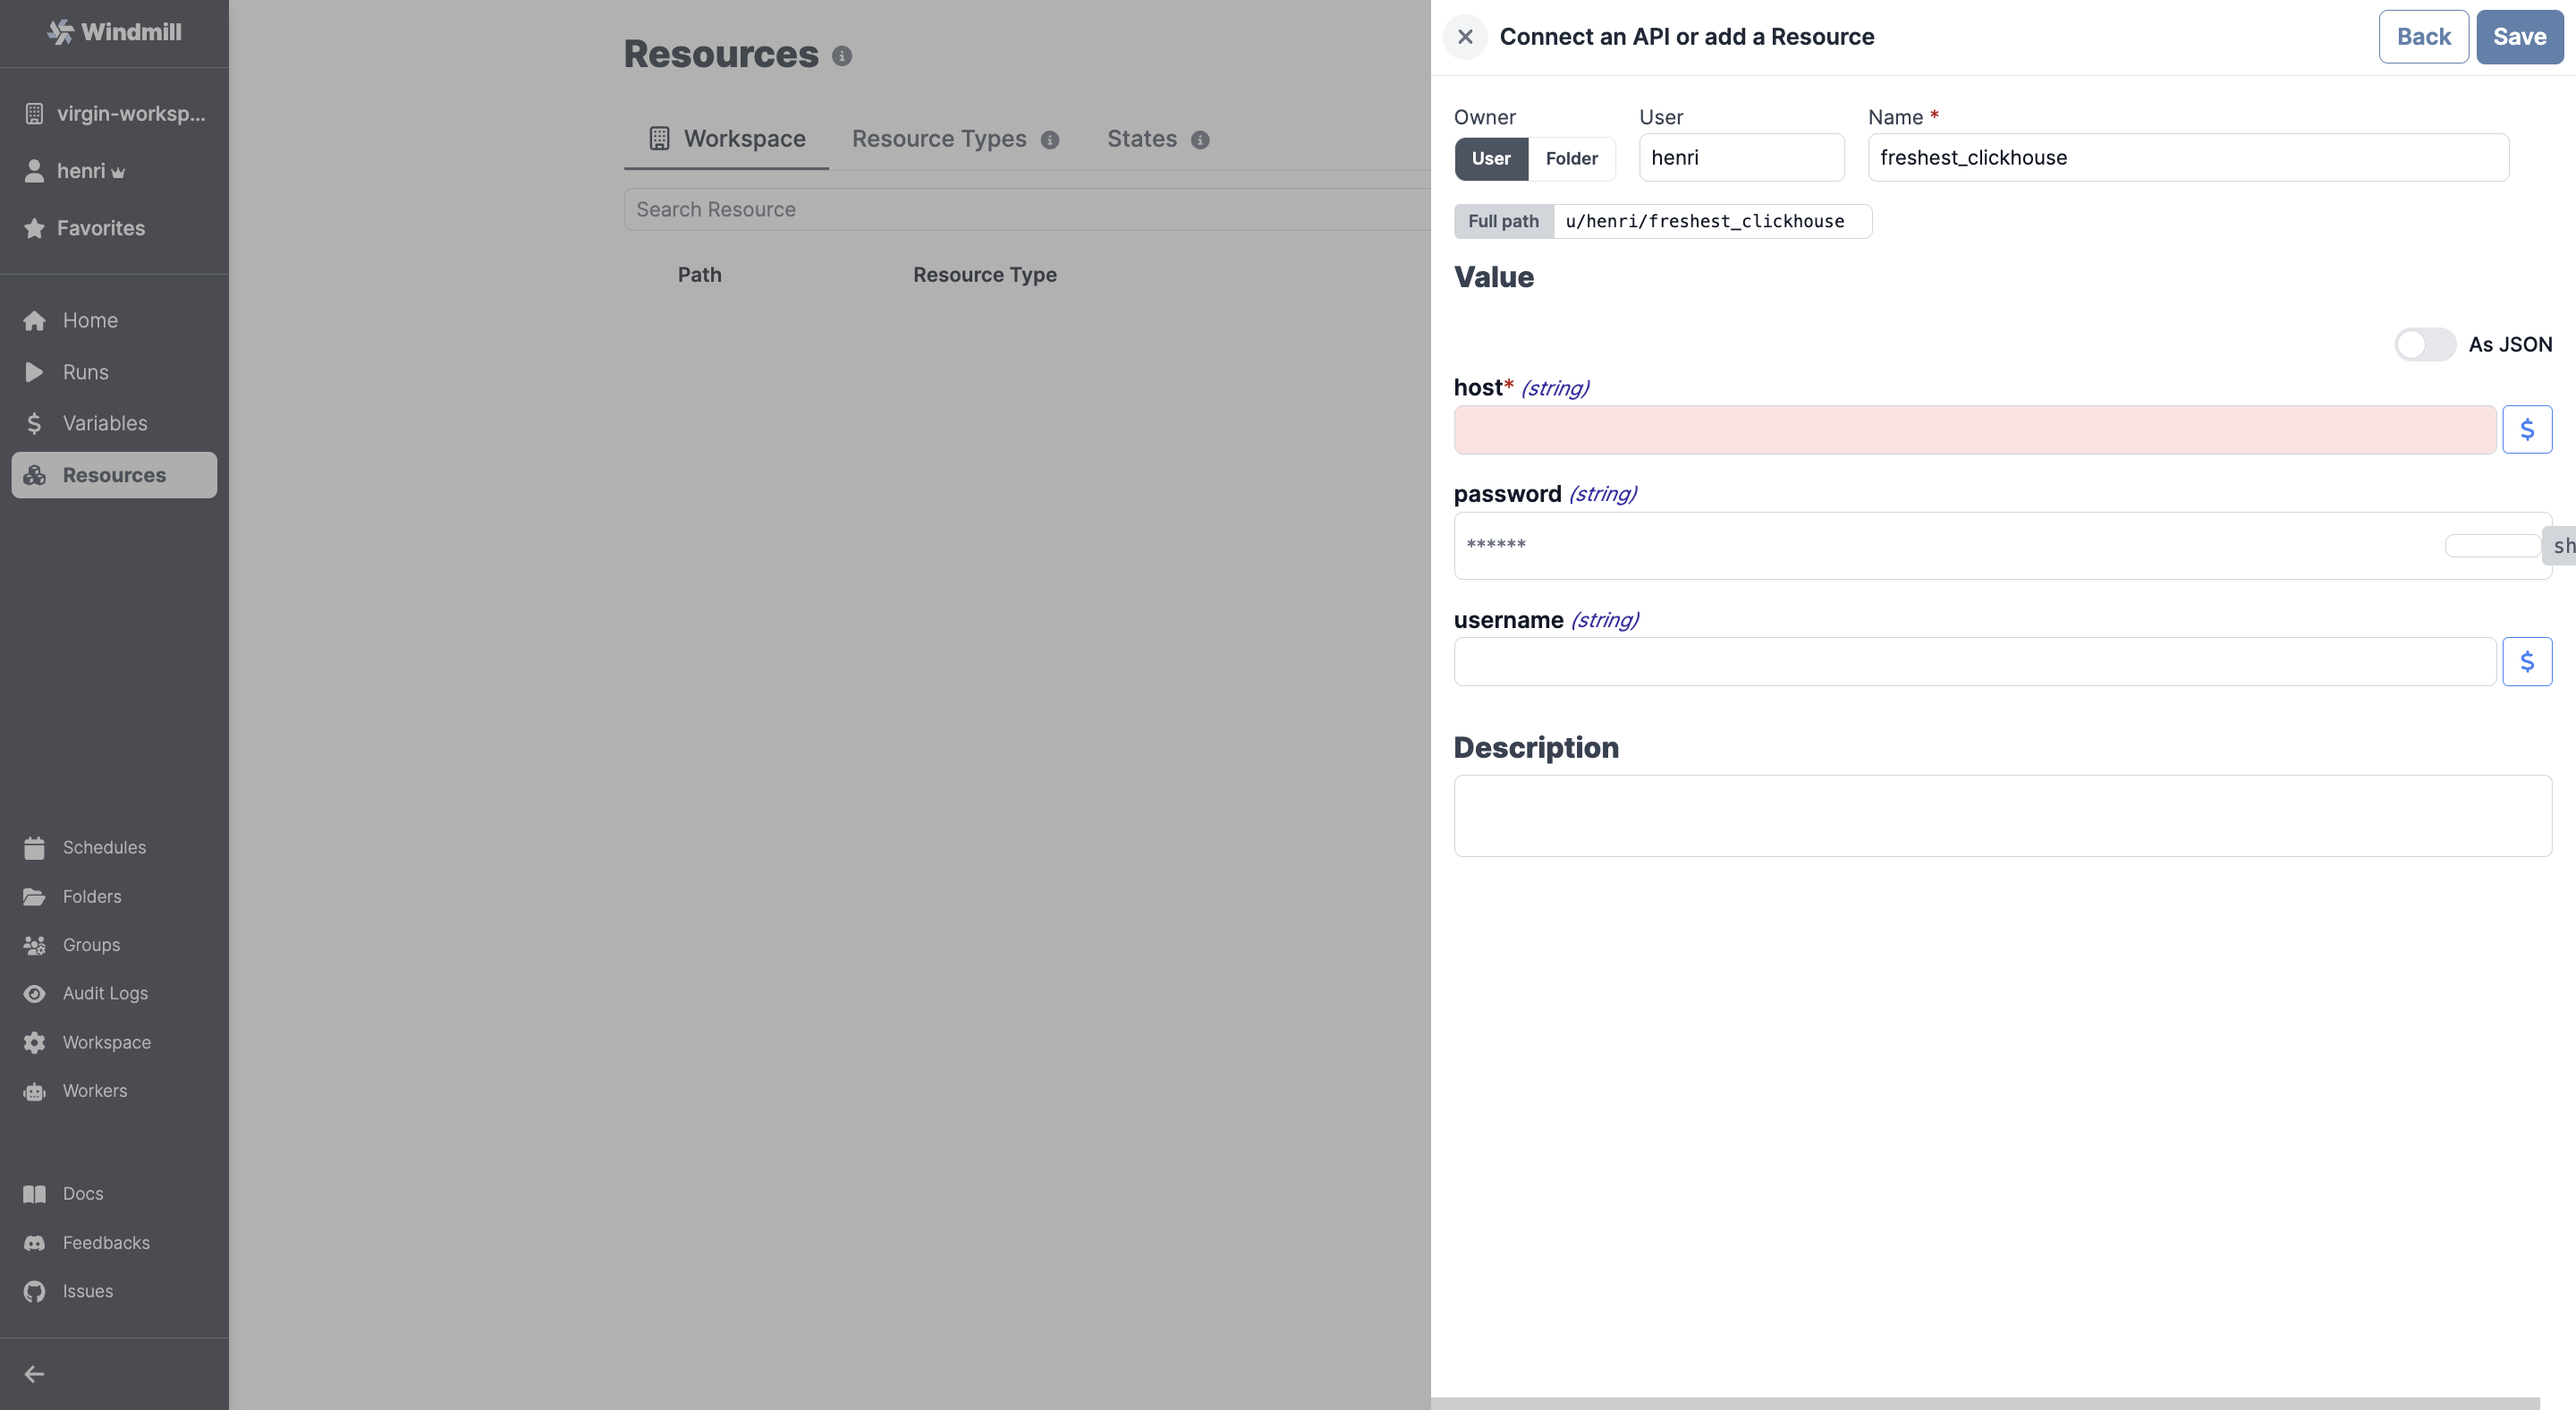 Windmill
virgin-worksp...
henri
Favorites
Home
Runs
Variables
Resources
Schedules
Folders
Groups
Audit Logs
Workspace
Workers
Docs
Feedbacks
Issues
Resources
Workspace Resource Types States
Search Resource
Path Resource Type
Connect an API or add a Resource
Back Save
Owner User Name *
User Folder henri freshest_clickhouse
Full path u/henri/freshest_clickhouse
Value
As JSON
host* (string)
$
password (string)
******
sh
username (string)
$
Description